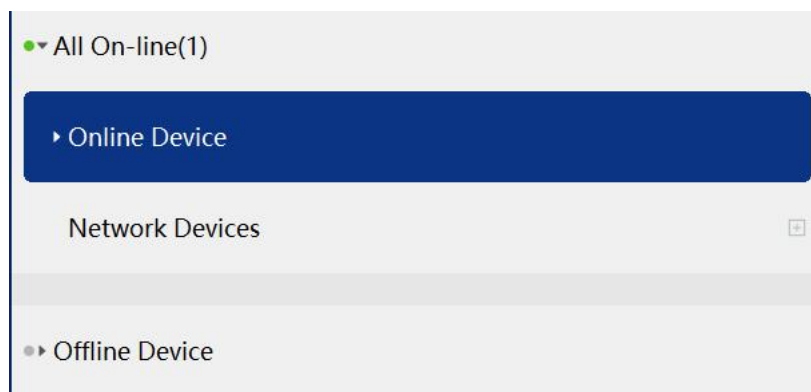 All On-line(1)
Online Device
Network Devices
Offline Device